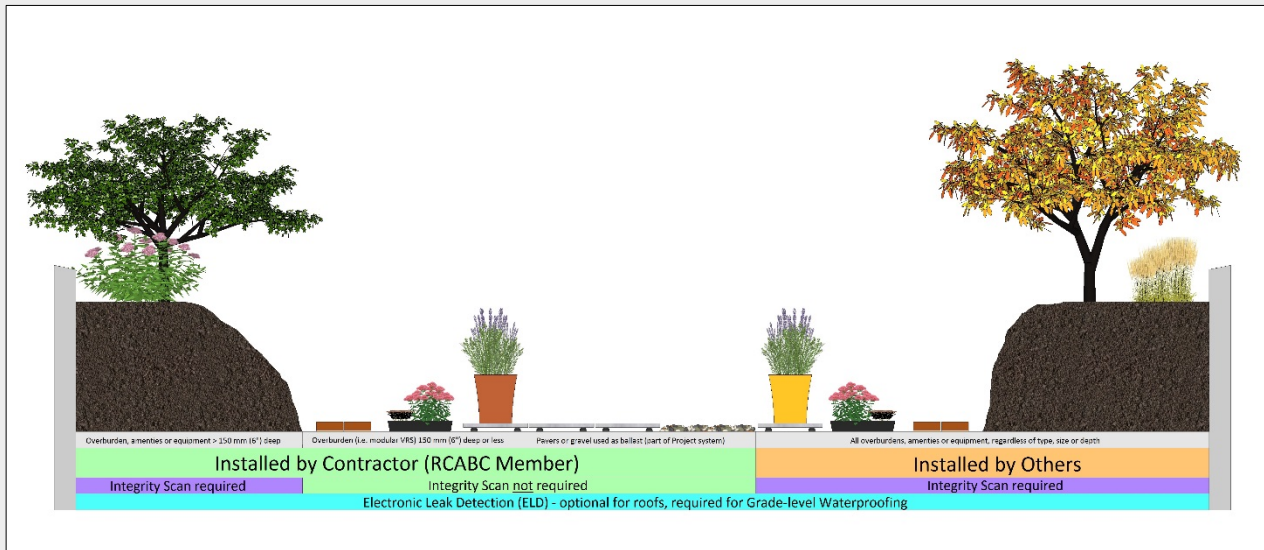 Overburden, amenities or equipment > 150 mm (6") deep
Overburden (i.e. modular VRS) 150 mm (6") deep or less
Pavers or gravel used as ballast (part of Project system)
All overburdens, amenities or equipment, regardless of type, size or depth
Installed by Contractor (RCABC Member)
Installed by Others
Integrity Scan required
Integrity Scan not required
Integrity Scan required
Electronic Leak Detection (ELD) - optional for roofs, required for Grade-level Waterproofing